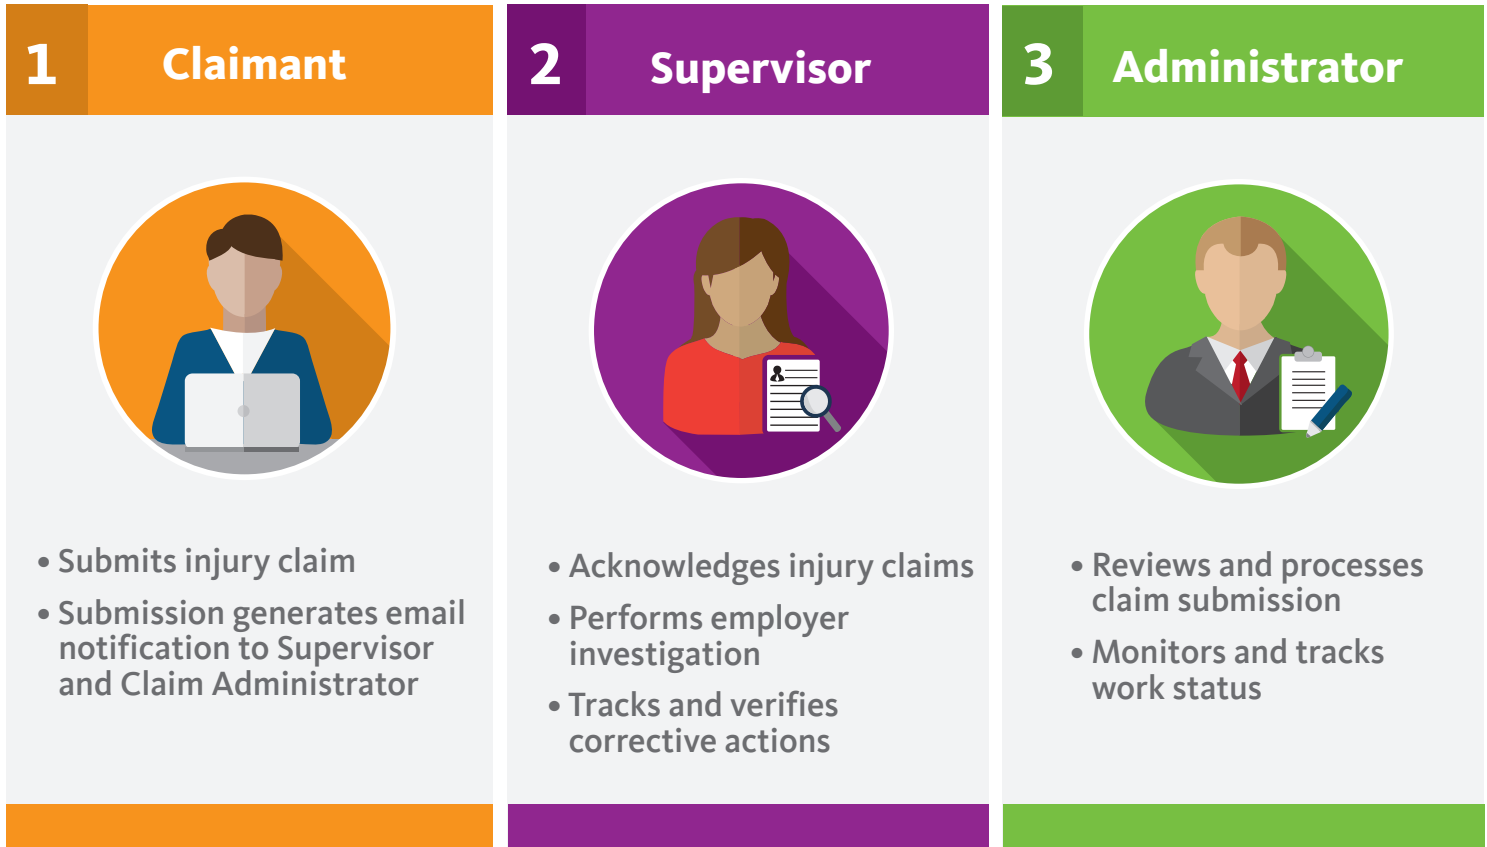 1 Claimant
• Submits injury claim
• Submission generates email
notification to Supervisor
and Claim Administrator
2 Supervisor
• Acknowledges injury claims
• Performs employer
investigation
• Tracks and verifies
corrective actions
3 Administrator
• Reviews and processes
claim submission
• Monitors and tracks
work status